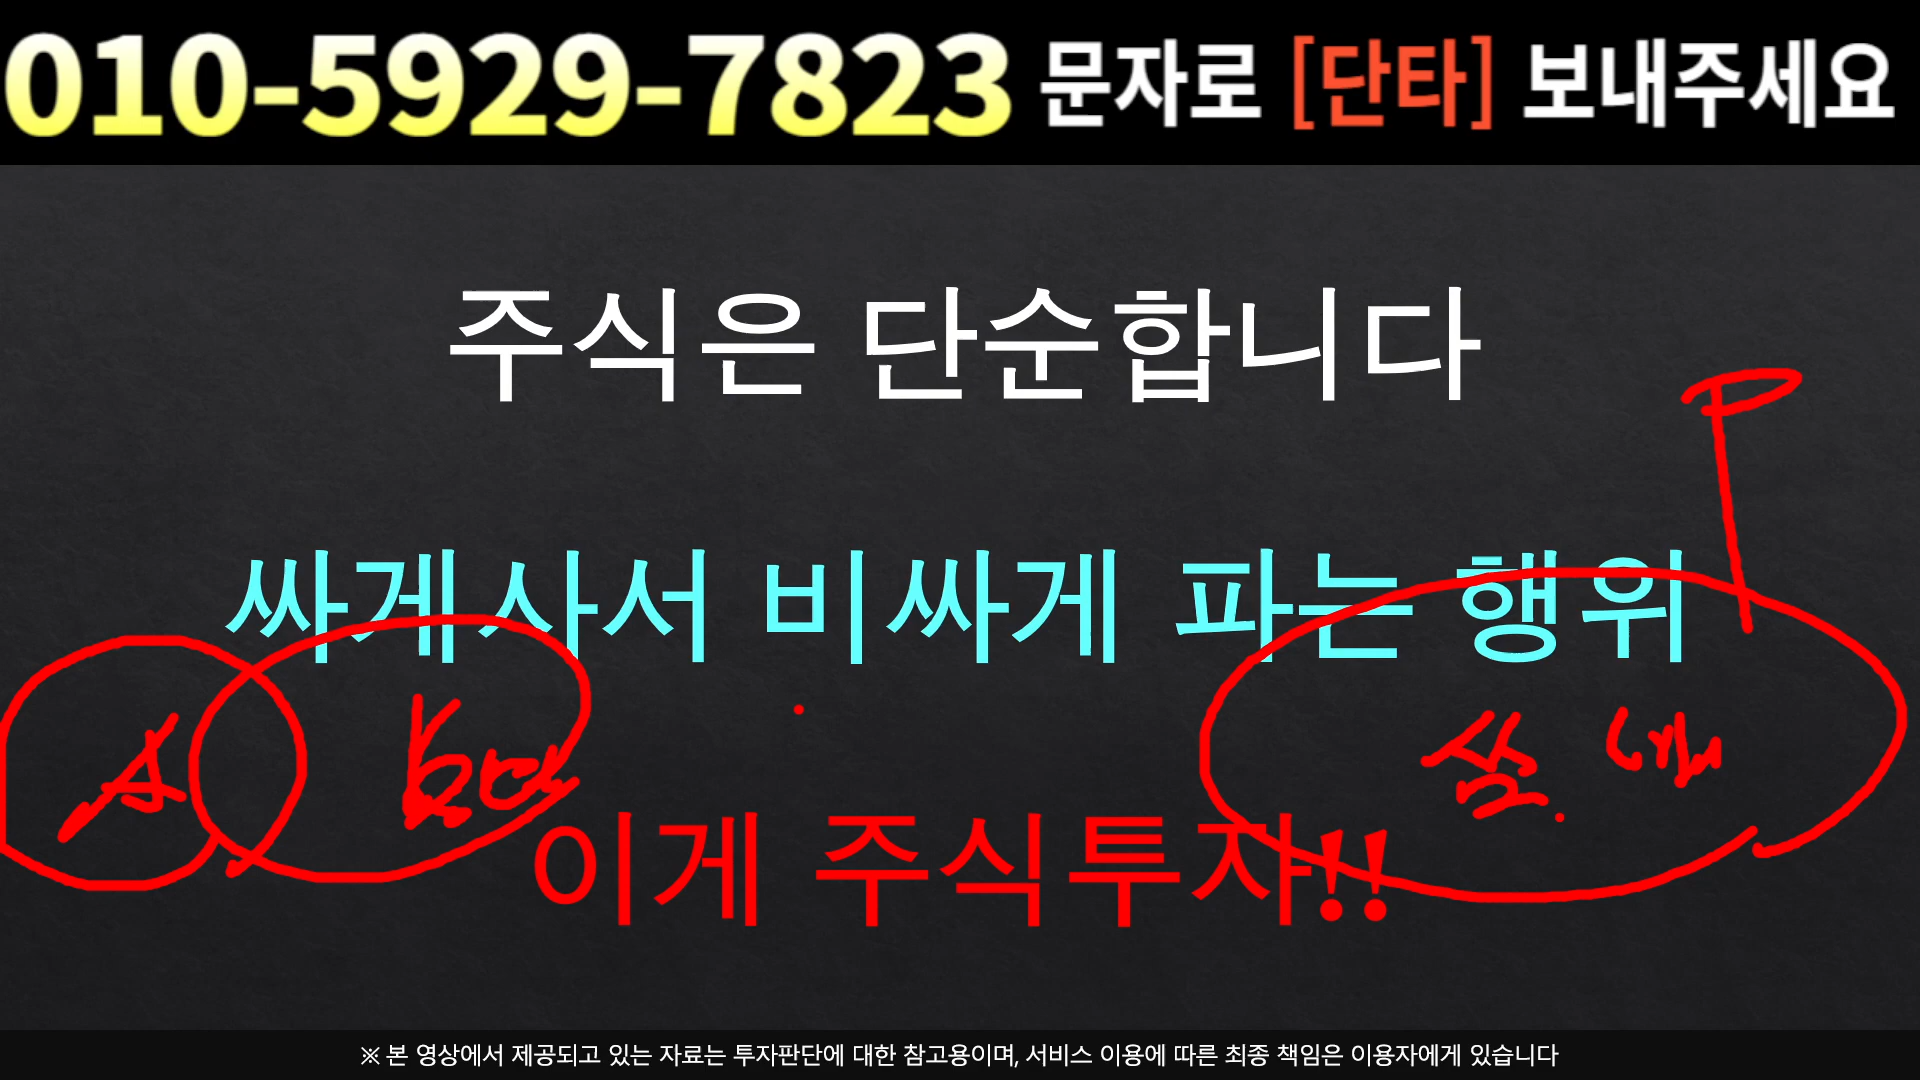 010-5929-7823 문자로 [단타] 보내주세요
주식은 단순합니다
싸게사서 비싸게 파는 행위
이게 주식투자!!
※ 본 영상에서 제공되고 있는 자료는 투자판단에 대한 참고용이며, 서비스 이용에 따른 최종 책임은 이용자에게 있습니다